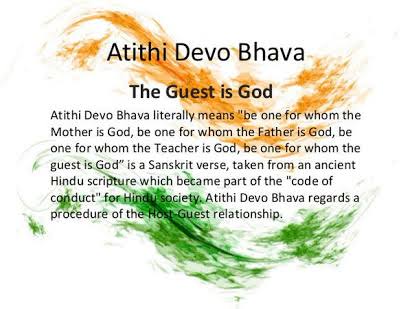 Atithi Devo Bhava
The Guest is God
Atithi Devo Bhava literally means "be one for whom the
Mother is God, be one for whom the Father is God, be
one for whom the Teacher is God, be one for whom the
guest is God” is a Sanskrit verse, taken from an ancient
Hindu scripture which became part of the "code of
conduct" for Hindu society. Atithi Devo Bhava regards a
procedure of the Host-Guest relationship.